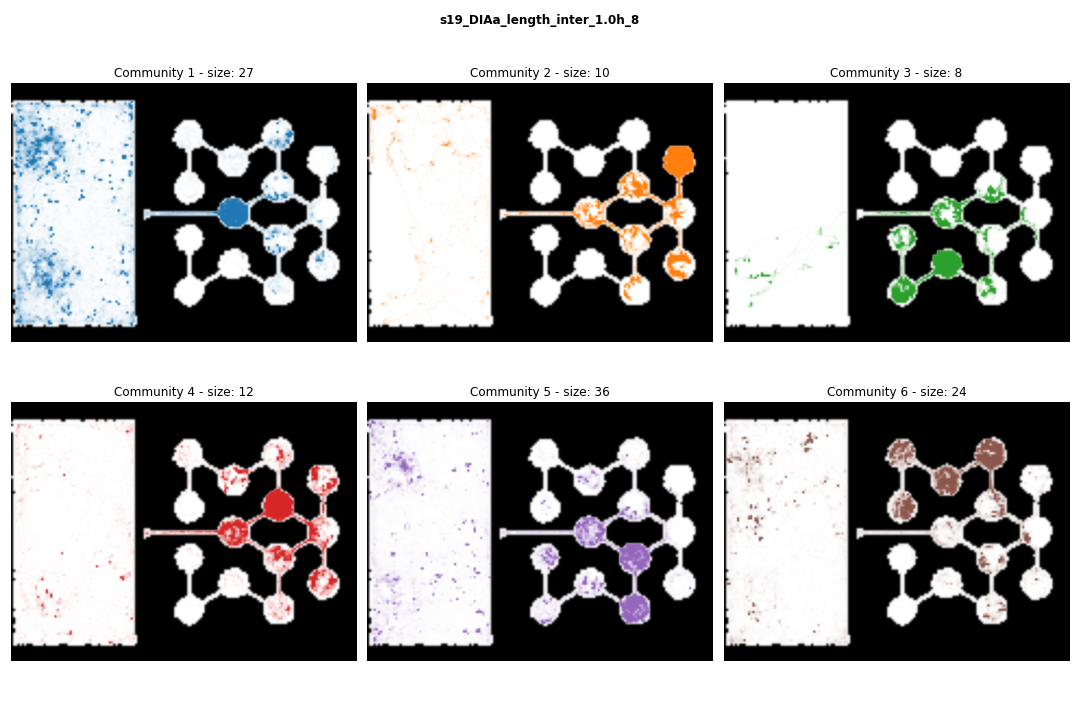 s19_DIAa_length_inter_1.0h_8
Community 1 - size: 27
Community 2 - size: 10
Community 3 - size: 8
Community 4 - size: 12
Community 5 - size: 36
Community 6 - size: 24